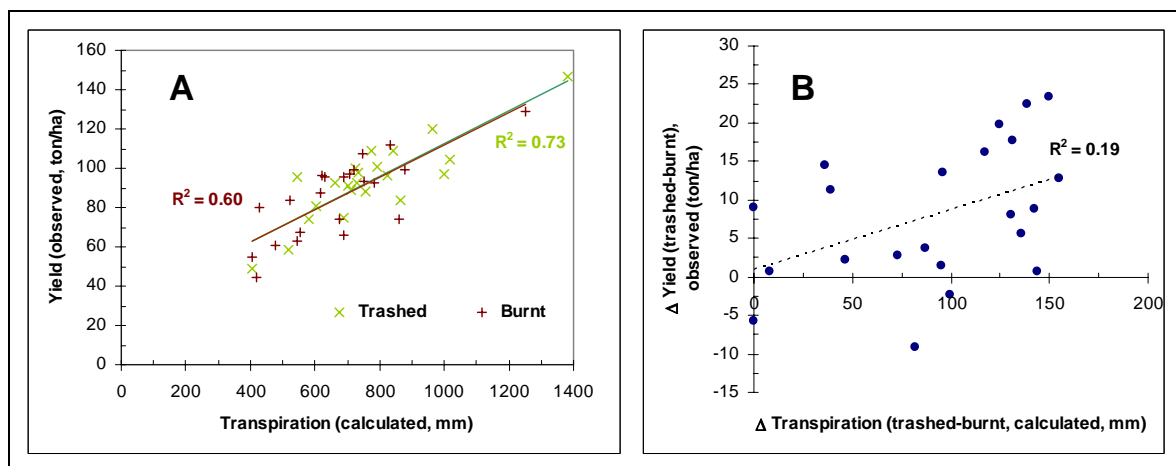 A
160
140
120
100
80
60
40
20
0
Yield (observed, ton/ha)
R² = 0.73
R² = 0.60
Trashed
Burnt
0 200 400 600 800 1000 1200 1400
Transpiration (calculated, mm)
B
30
25
20
15
10
5
0
-5
-10
-15
Δ Yield (trashed-burnt),
observed (ton/ha)
R² = 0.19
0 50 100 150 200
Δ Transpiration (trashed-burnt, calculated, mm)